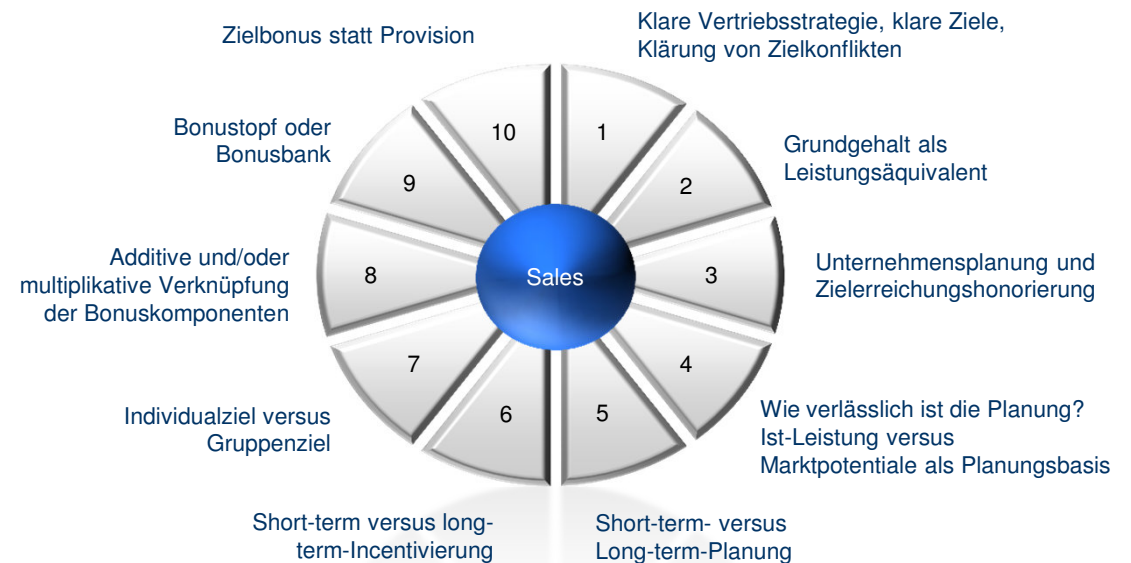 Zielbonus statt Provision
Klare Vertriebsstrategie, klare Ziele,
Klärung von Zielkonflikten
10
1
Bonustopf oder
Bonusbank
9
2
Grundgehalt als
Leistungsäquivalent
Additive und/oder
multiplikative Verknüpfung
der Bonuskomponenten
8
Sales
3
Unternehmensplanung und
Zielerreichungshonorierung
7
4
Individualziel versus
Gruppenziel
6
5
Wie verlässlich ist die Planung?
Ist-Leistung versus
Marktpotentiale als Planungsbasis
Short-term versus long-
term-Incentivierung
Short-term- versus
Long-term-Planung